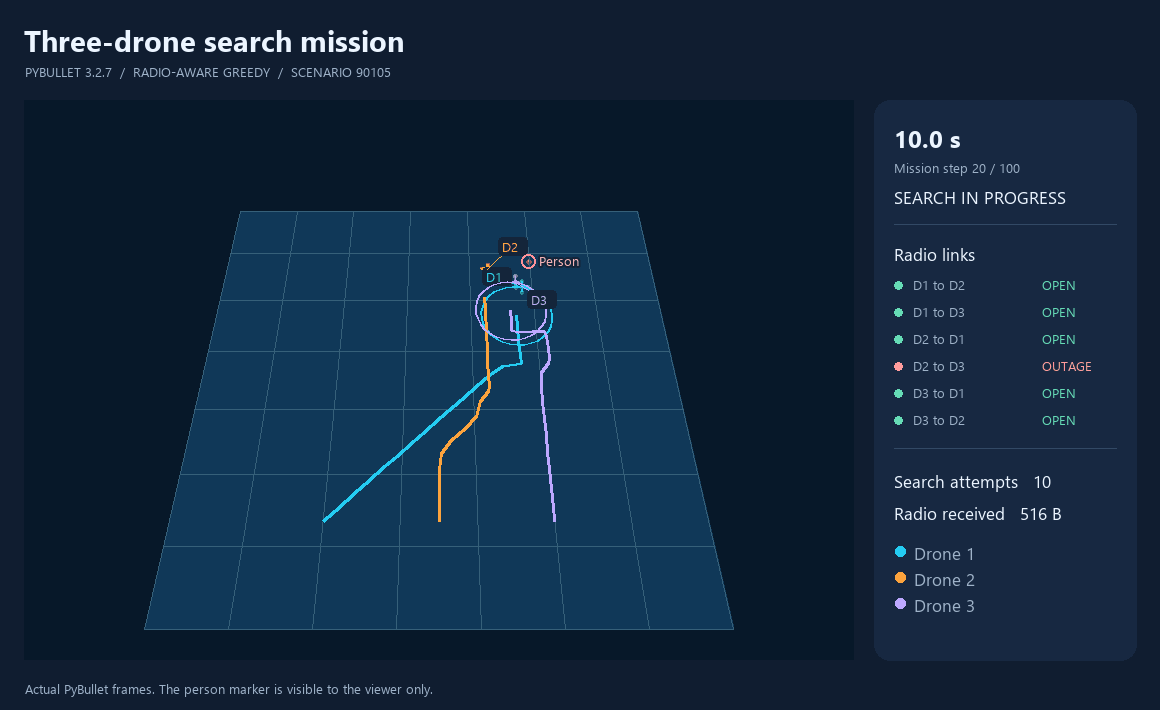 Three-drone search mission
PYBULLET 3.2.7 / RADIO-AWARE GREEDY / SCENARIO 90105
D2
Person
D1
D3
10.0 s
Mission step 20 / 100
SEARCH IN PROGRESS
Radio links
D1 to D2 OPEN
D1 to D3 OPEN
D2 to D1 OPEN
D2 to D3 OUTAGE
D3 to D1 OPEN
D3 to D2 OPEN
Search attempts 10
Radio received 516 B
Drone 1
Drone 2
Drone 3
Actual PyBullet frames. The person marker is visible to the viewer only.